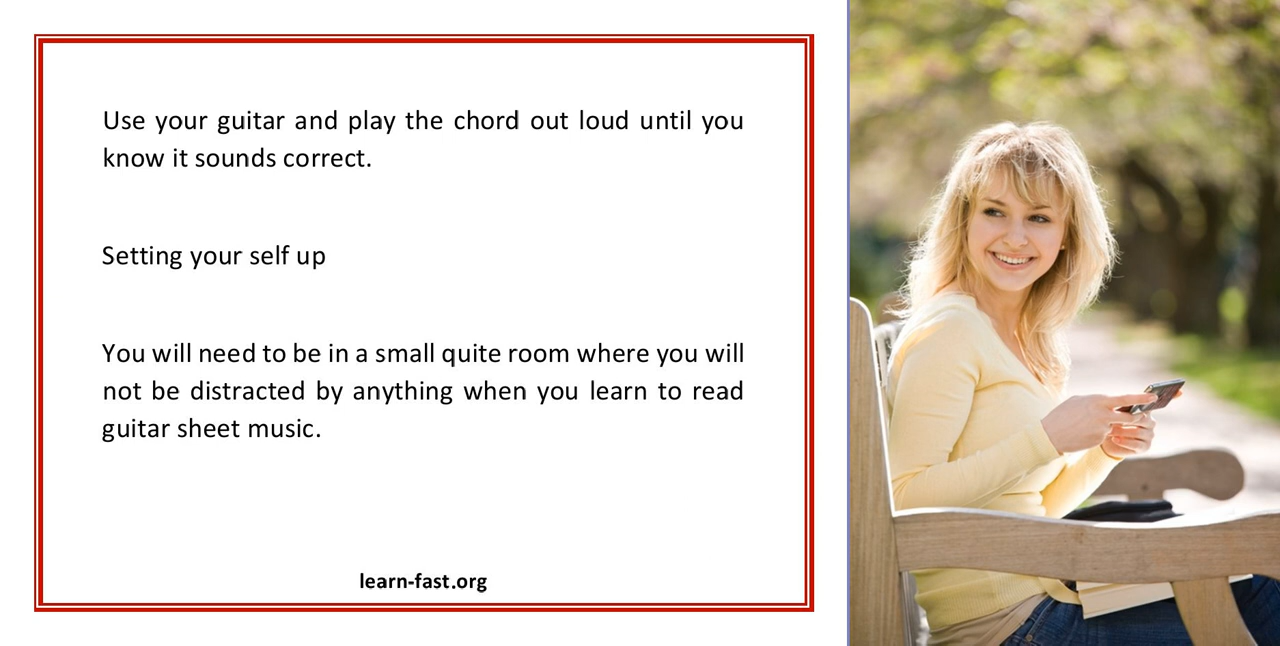 Use your guitar and play the chord out loud until you
know it sounds correct.
Setting your self up
You will need to be in a small quite room where you will
not be distracted by anything when you learn to read
guitar sheet music.
learn-fast.org